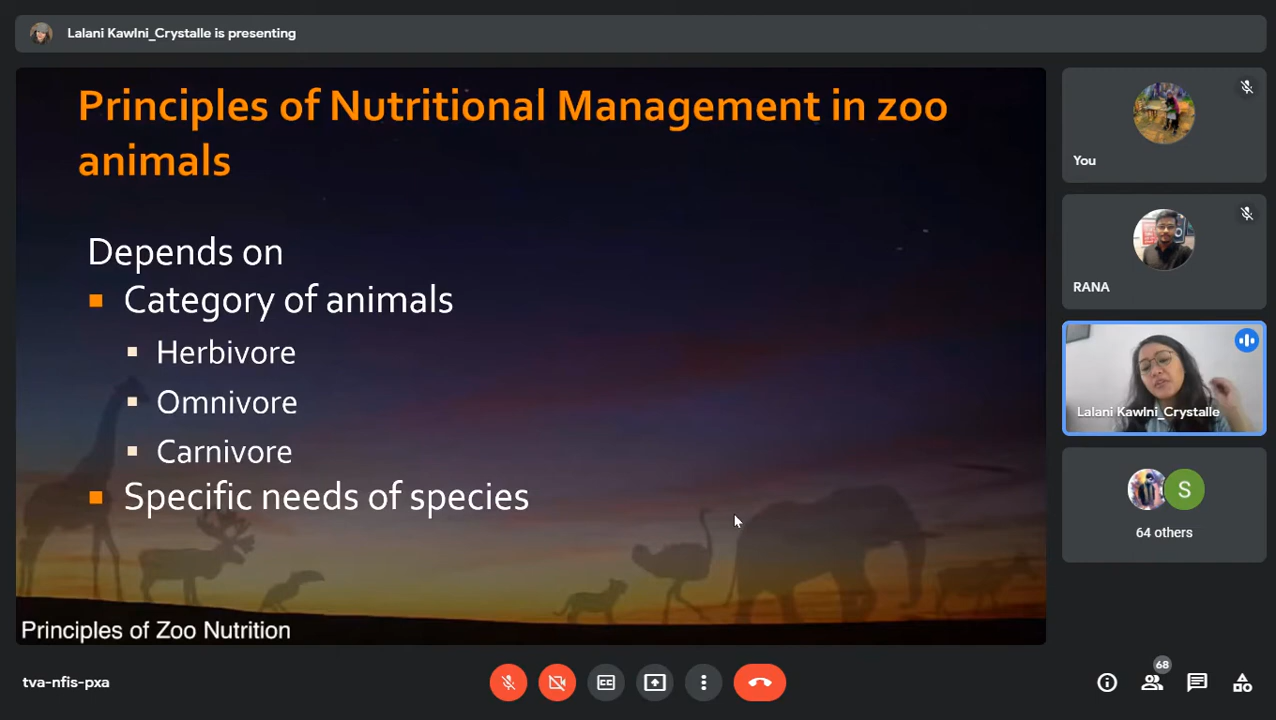 Lalani Kawlni_Crystalle is presenting
Principles of Nutritional Management in zoo
animals
Depends on
Category of animals
Herbivore
Omnivore
Carnivore
Specific needs of species
Principles of Zoo Nutrition
You
RANA
Lalani Kawlni_Crystalle
S
64 others
tva-nfis-pxa
CC
68